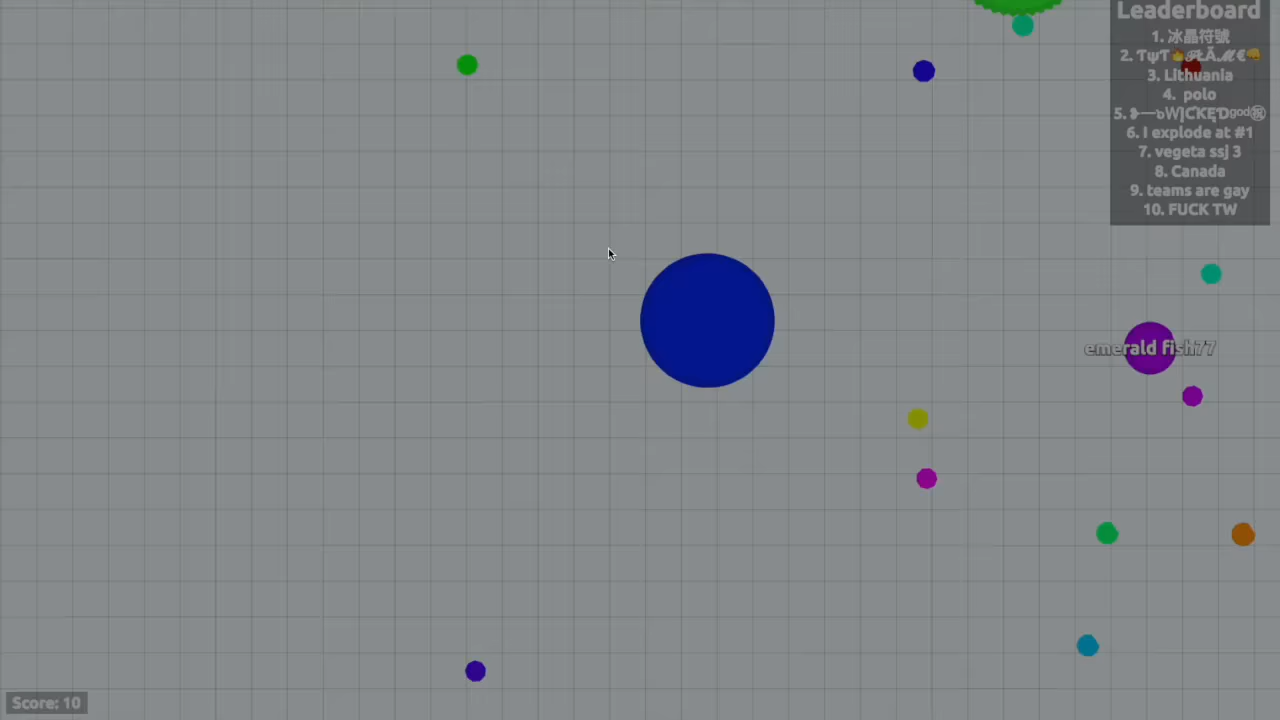 Leaderboard
1. 冰晶符號
3. Lithuania
4. polo
6. I explode at #1
7. vegeta ssj 3
8. Canada
9. teams are gay
10. FUCK TW
emerald fish77
Score: 10